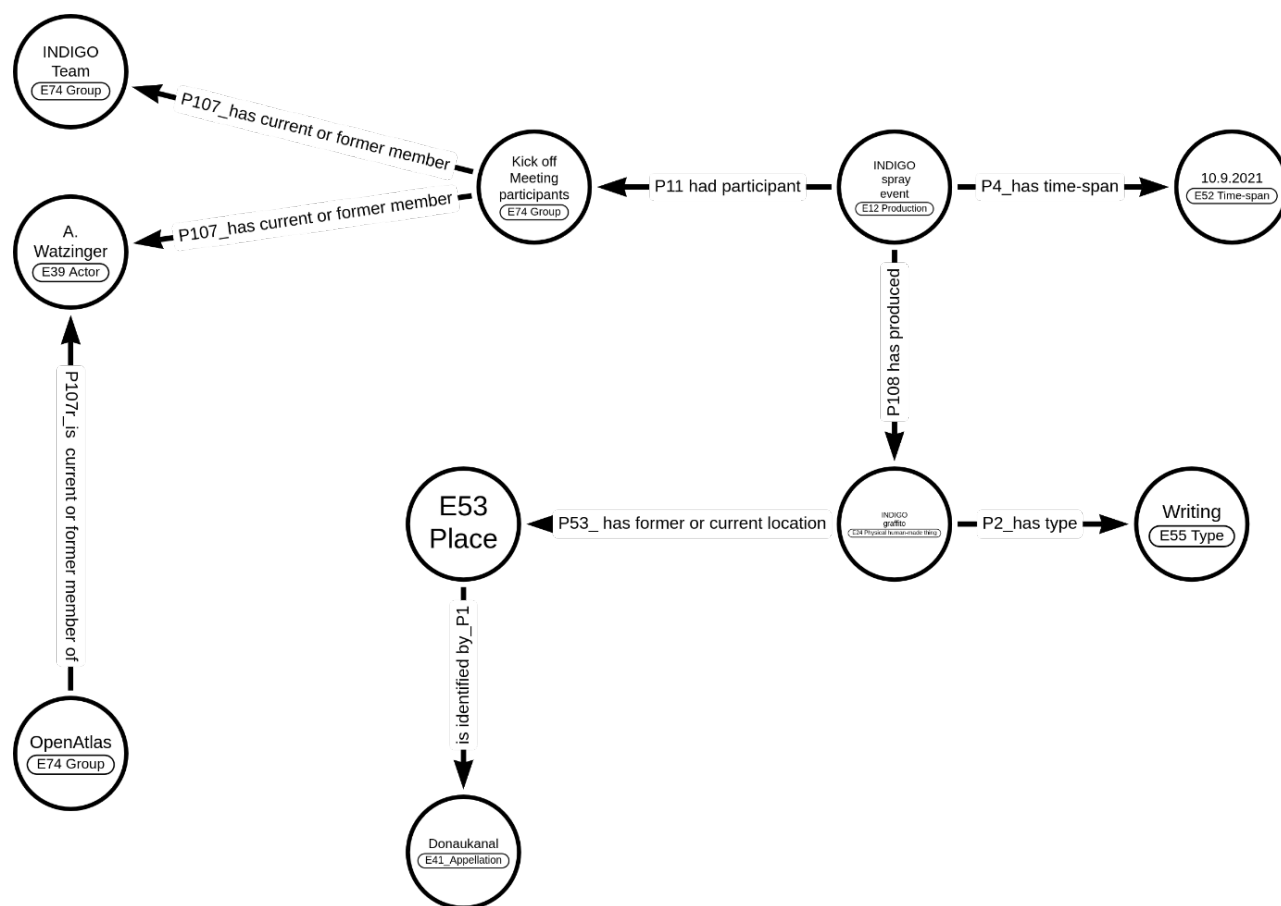 INDIGO
Team
E74 Group
P107_has current or former member
Kick off
Meeting
participants
E74 Group
P11 had participant
INDIGO
spray
event
E12 Production
P4_has time-span
10.9.2021
E52 Time-span
A.
Watzinger
E39 Actor
P107_has current or former member
P108 has produced
P107r_is current or former member of
E53
Place
P53_ has former or current location
INDIGO
graffito
E24 Physical human-made thing
P2_has type
Writing
E55 Type
is identified by_P1
OpenAtlas
E74 Group
Donaukanal
E41_Appellation